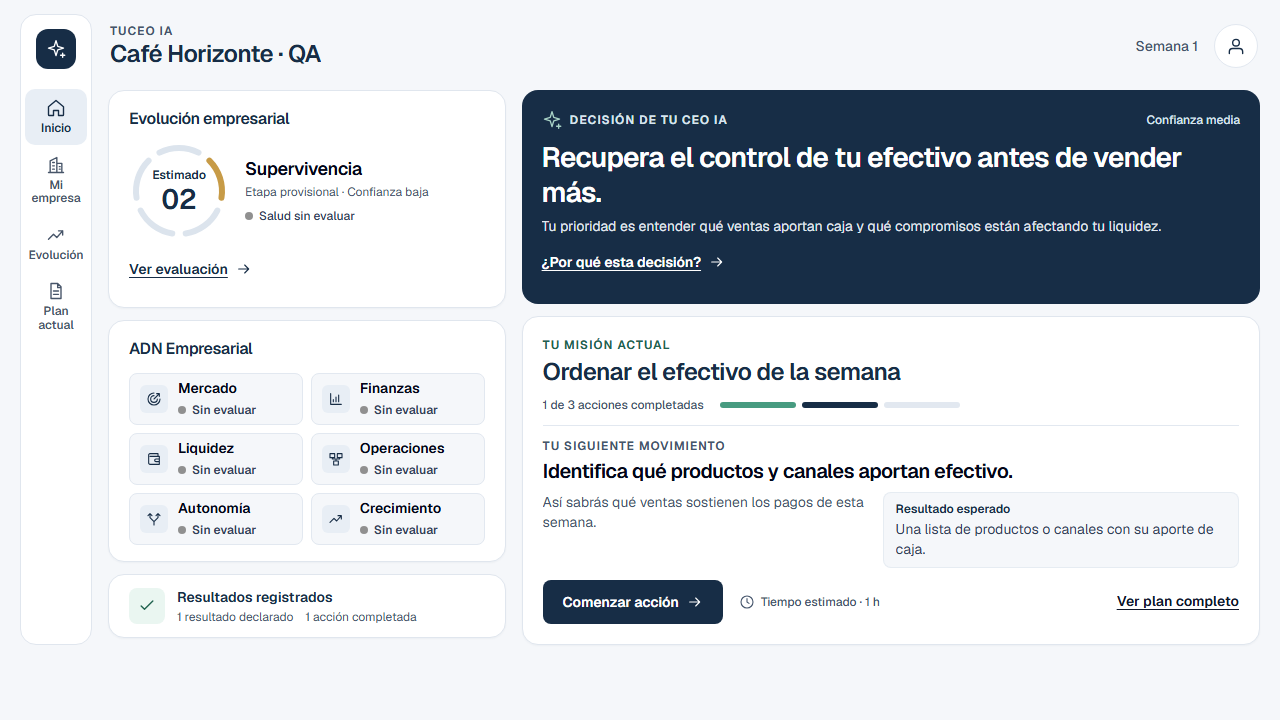 TUCEO IA
Café Horizonte · QA
Semana 1
Inicio
Mi
empresa
Evolución
Plan
actual
Evolución empresarial
Estimado
02
Supervivencia
Etapa provisional · Confianza baja
Salud sin evaluar
Ver evaluación
ADN Empresarial
Mercado
Sin evaluar
Finanzas
Sin evaluar
Liquidez
Sin evaluar
Operaciones
Sin evaluar
Autonomía
Sin evaluar
Crecimiento
Sin evaluar
Resultados registrados
1 resultado declarado 1 acción completada
DECISIÓN DE TU CEO IA
Confianza media
Recupera el control de tu efectivo antes de vender
más.
Tu prioridad es entender qué ventas aportan caja y qué compromisos están afectando tu liquidez.
¿Por qué esta decisión?
TU MISIÓN ACTUAL
Ordenar el efectivo de la semana
1 de 3 acciones completadas
TU SIGUIENTE MOVIMIENTO
Identifica qué productos y canales aportan efectivo.
Así sabrás qué ventas sostienen los pagos de esta
semana.
Resultado esperado
Una lista de productos o canales con su aporte de
caja.
Comenzar acción
Tiempo estimado · 1 h
Ver plan completo